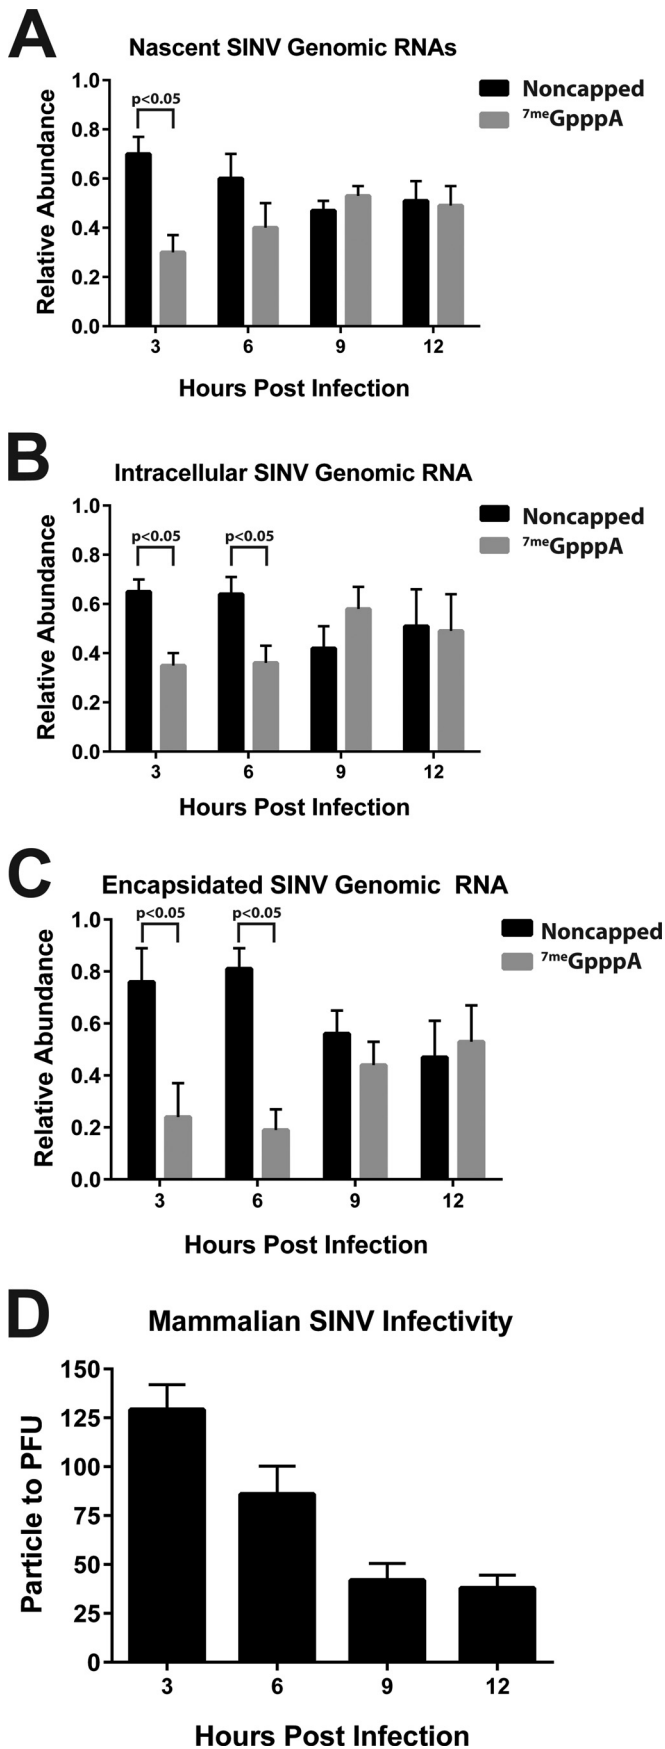 A
Nascent SINV Genomic RNAs
Noncapped
7meGpppA
p<0.05
Relative Abundance
1.0
0.8
0.6
0.4
0.2
0.0
3 6 9 12
Hours Post Infection
B
Intracellular SINV Genomic RNA
Noncapped
7meGpppA
p<0.05 p<0.05
Relative Abundance
1.0
0.8
0.6
0.4
0.2
0.0
3 6 9 12
Hours Post Infection
C
Encapsidated SINV Genomic RNA
Noncapped
7meGpppA
p<0.05 p<0.05
Relative Abundance
1.0
0.8
0.6
0.4
0.2
0.0
3 6 9 12
Hours Post Infection
D
Mammalian SINV Infectivity
Particle to PFU
150
125
100
75
50
25
0
3 6 9 12
Hours Post Infection